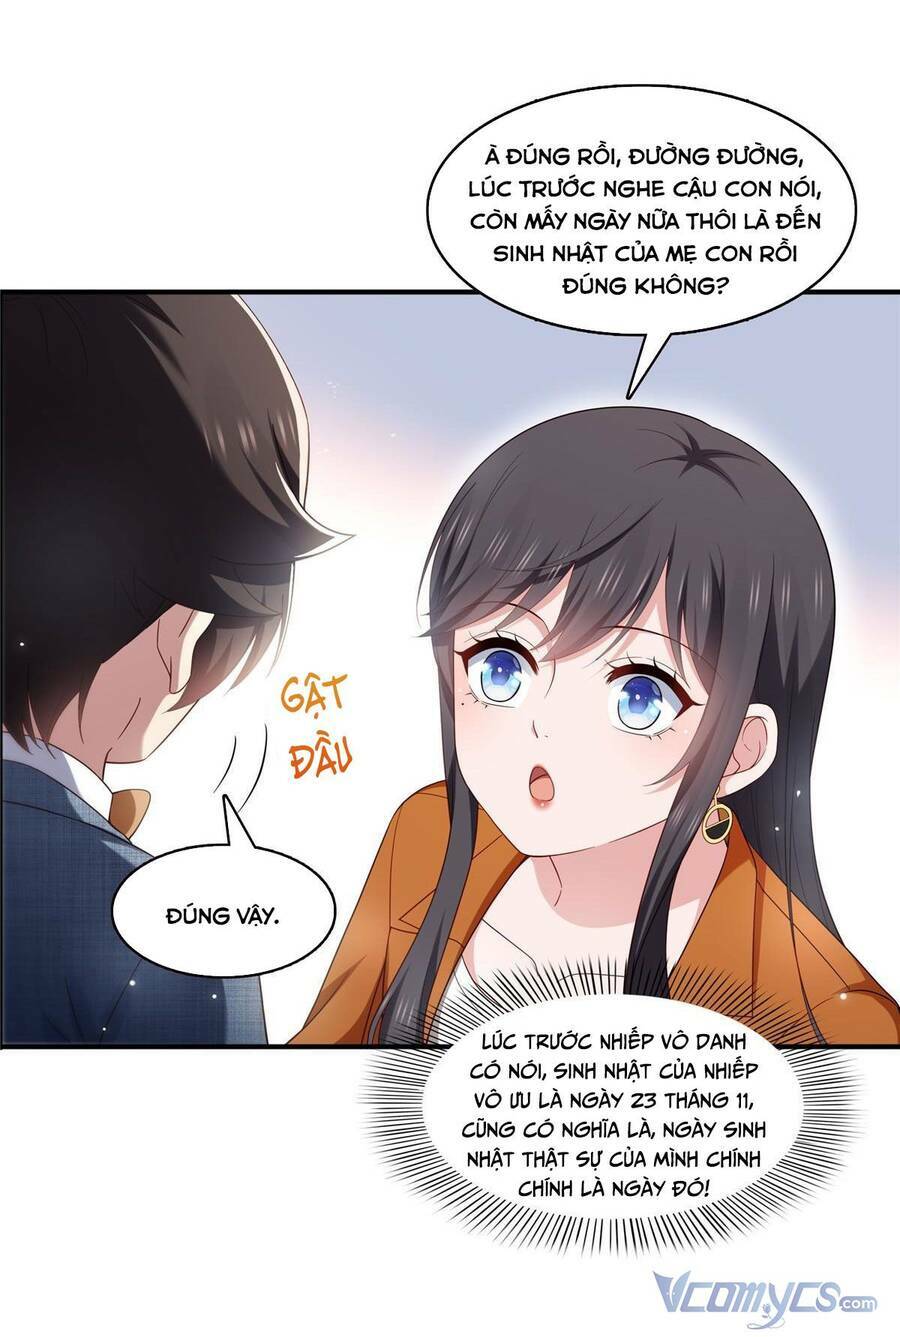 À ĐÚNG RỒI, ĐƯỜNG ĐƯỜNG,
LÚC TRƯỚC NGHE CẬU CON NÓI,
CÒN MẤY NGÀY NỮA THÔI LÀ ĐẾN
SINH NHẬT CỦA MẸ CON RỒI
ĐÚNG KHÔNG?
GẬT
ĐẦU
ĐÚNG VẬY.
LÚC TRƯỚC NHIẾP VÔ DANH
CÓ NÓI, SINH NHẬT CỦA NHIẾP
VÔ ƯU LÀ NGÀY 23 THÁNG 11,
CŨNG CÓ NGHĨA LÀ, NGÀY SINH
NHẬT THẬT SỰ CỦA MÌNH CHÍNH
CHÍNH LÀ NGÀY ĐÓ!
VCOMYCS.com